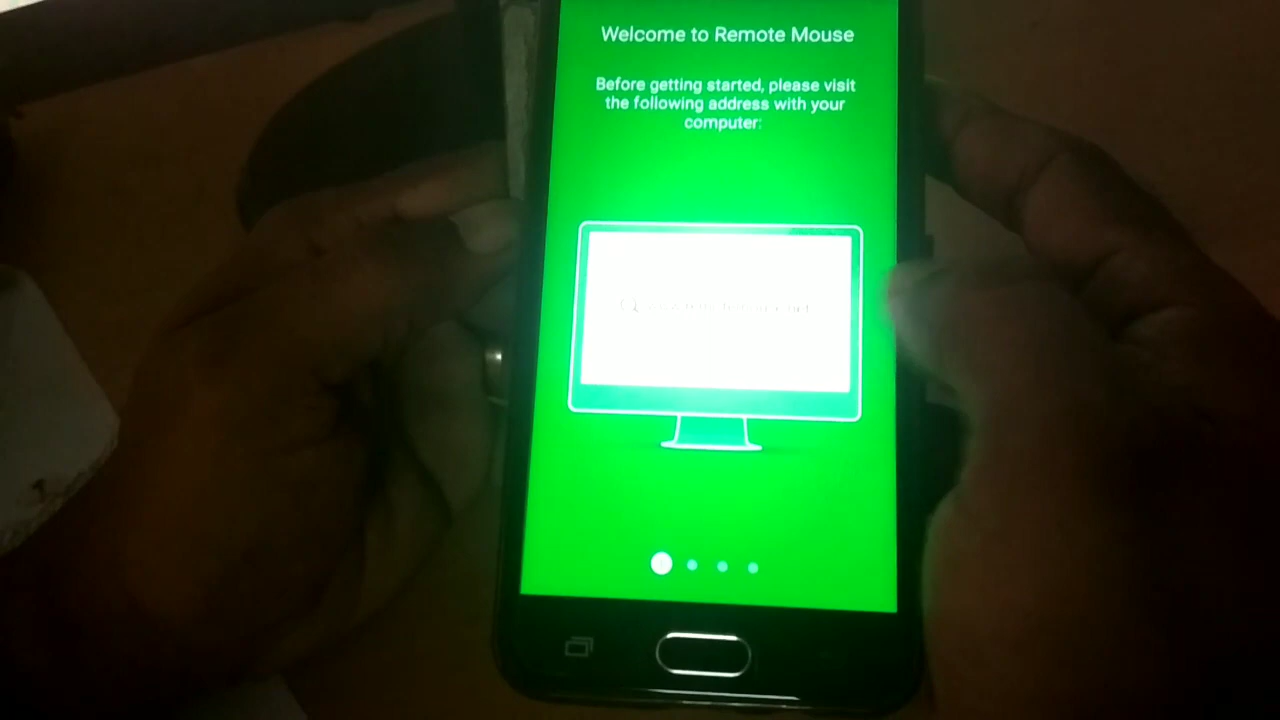 Welcome to Remote Mouse
Before getting started, please visit
the following address with your
computer: